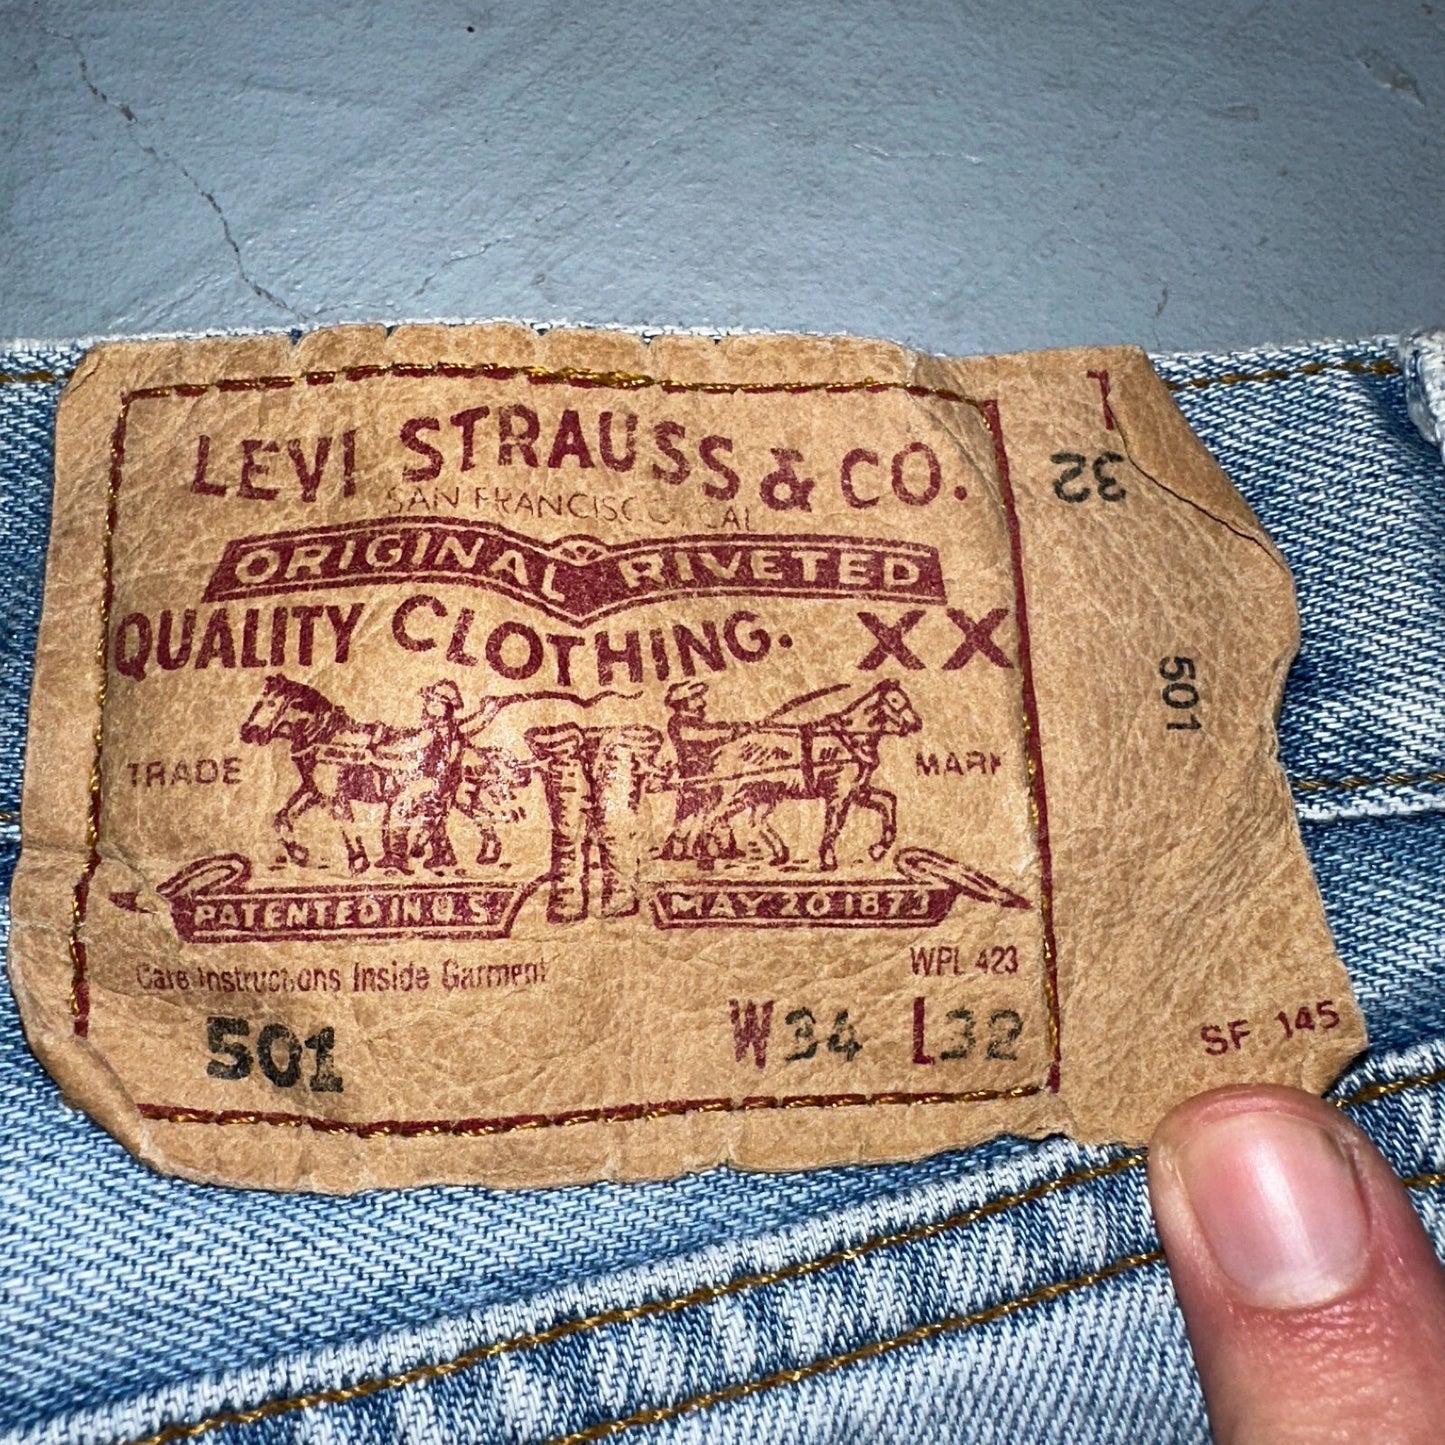 LEVI STRAUSS & CO.
SAN FRANCISCO, CAL
ORIGINAL RIVETED
QUALITY CLOTHING. XX
TRADE MARK
PATENTED IN U.S. MAY 20 1873
Care Instructions Inside Garment
WPL 423
501 W34 L32
32
501
SF 145